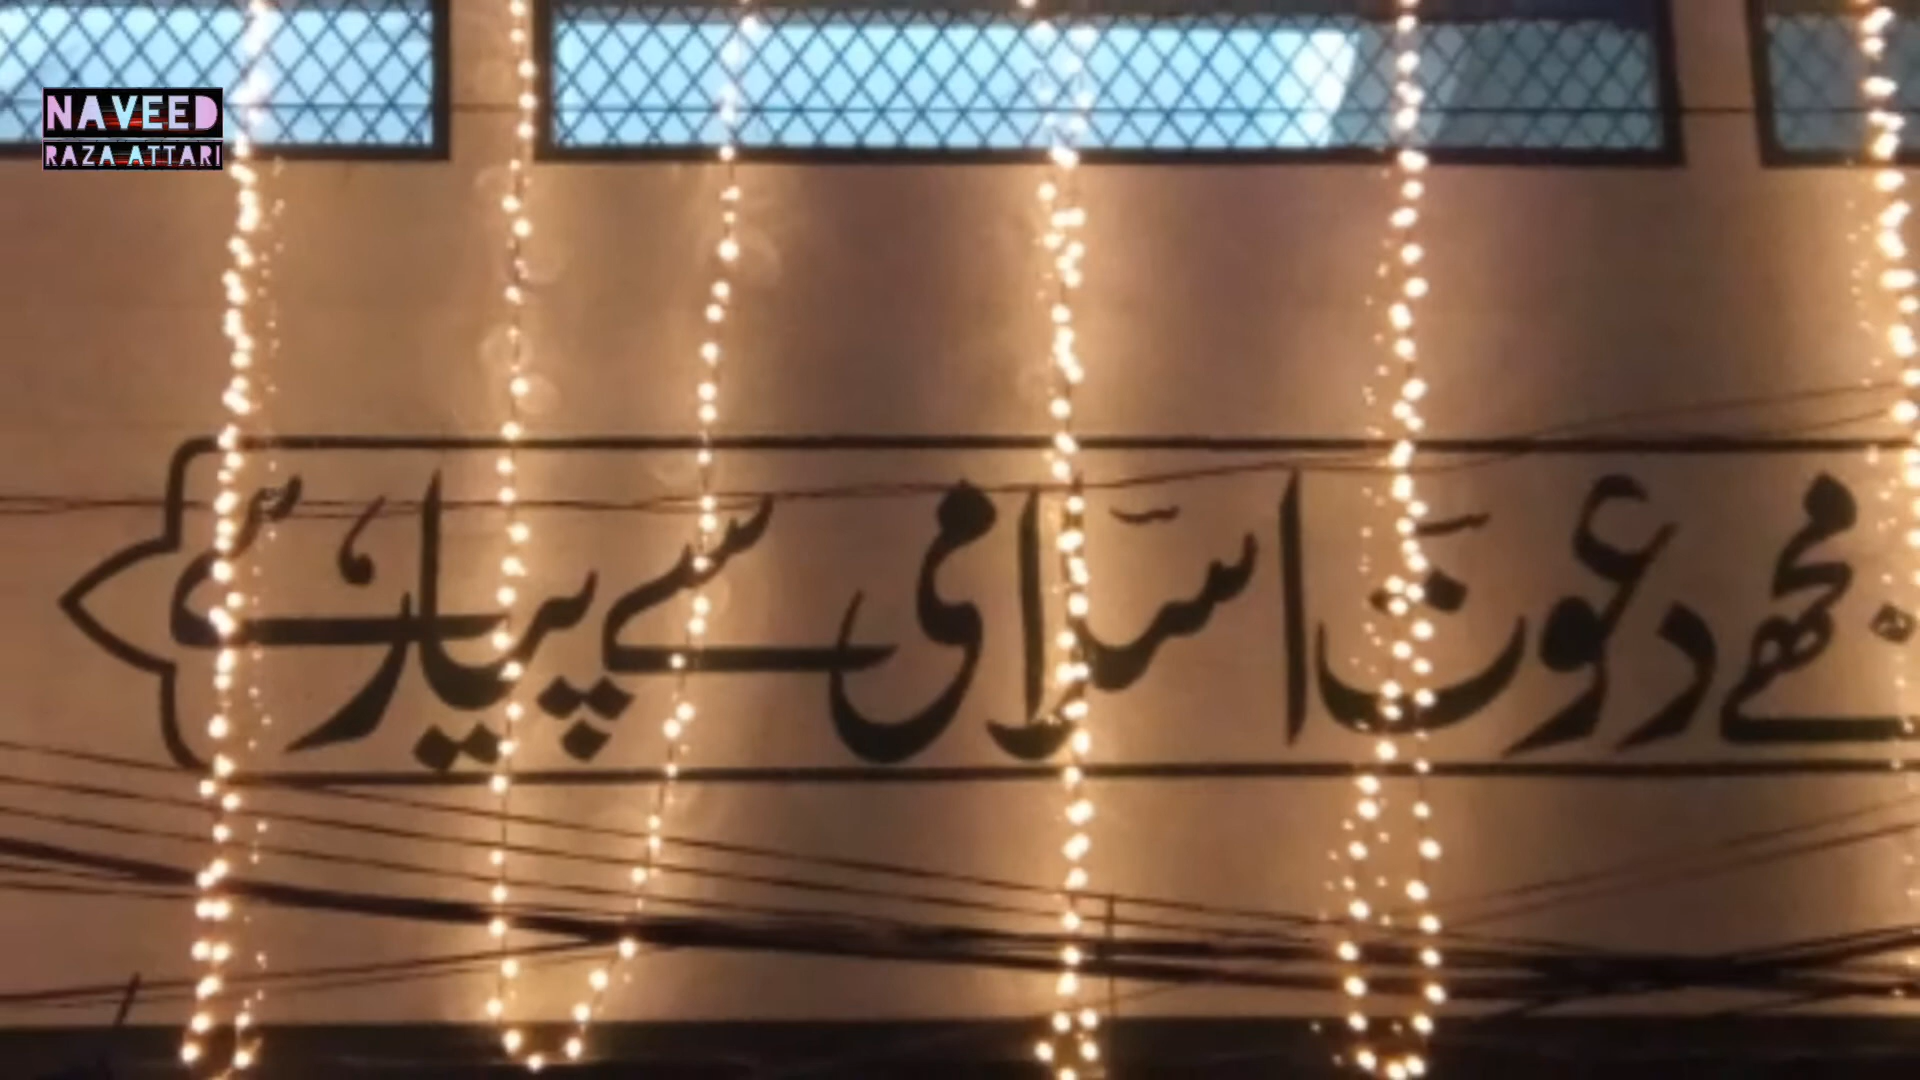 NAVEED
RAZA ATTARI
مجھے دعوتَ اسلامی سے پیار ہے